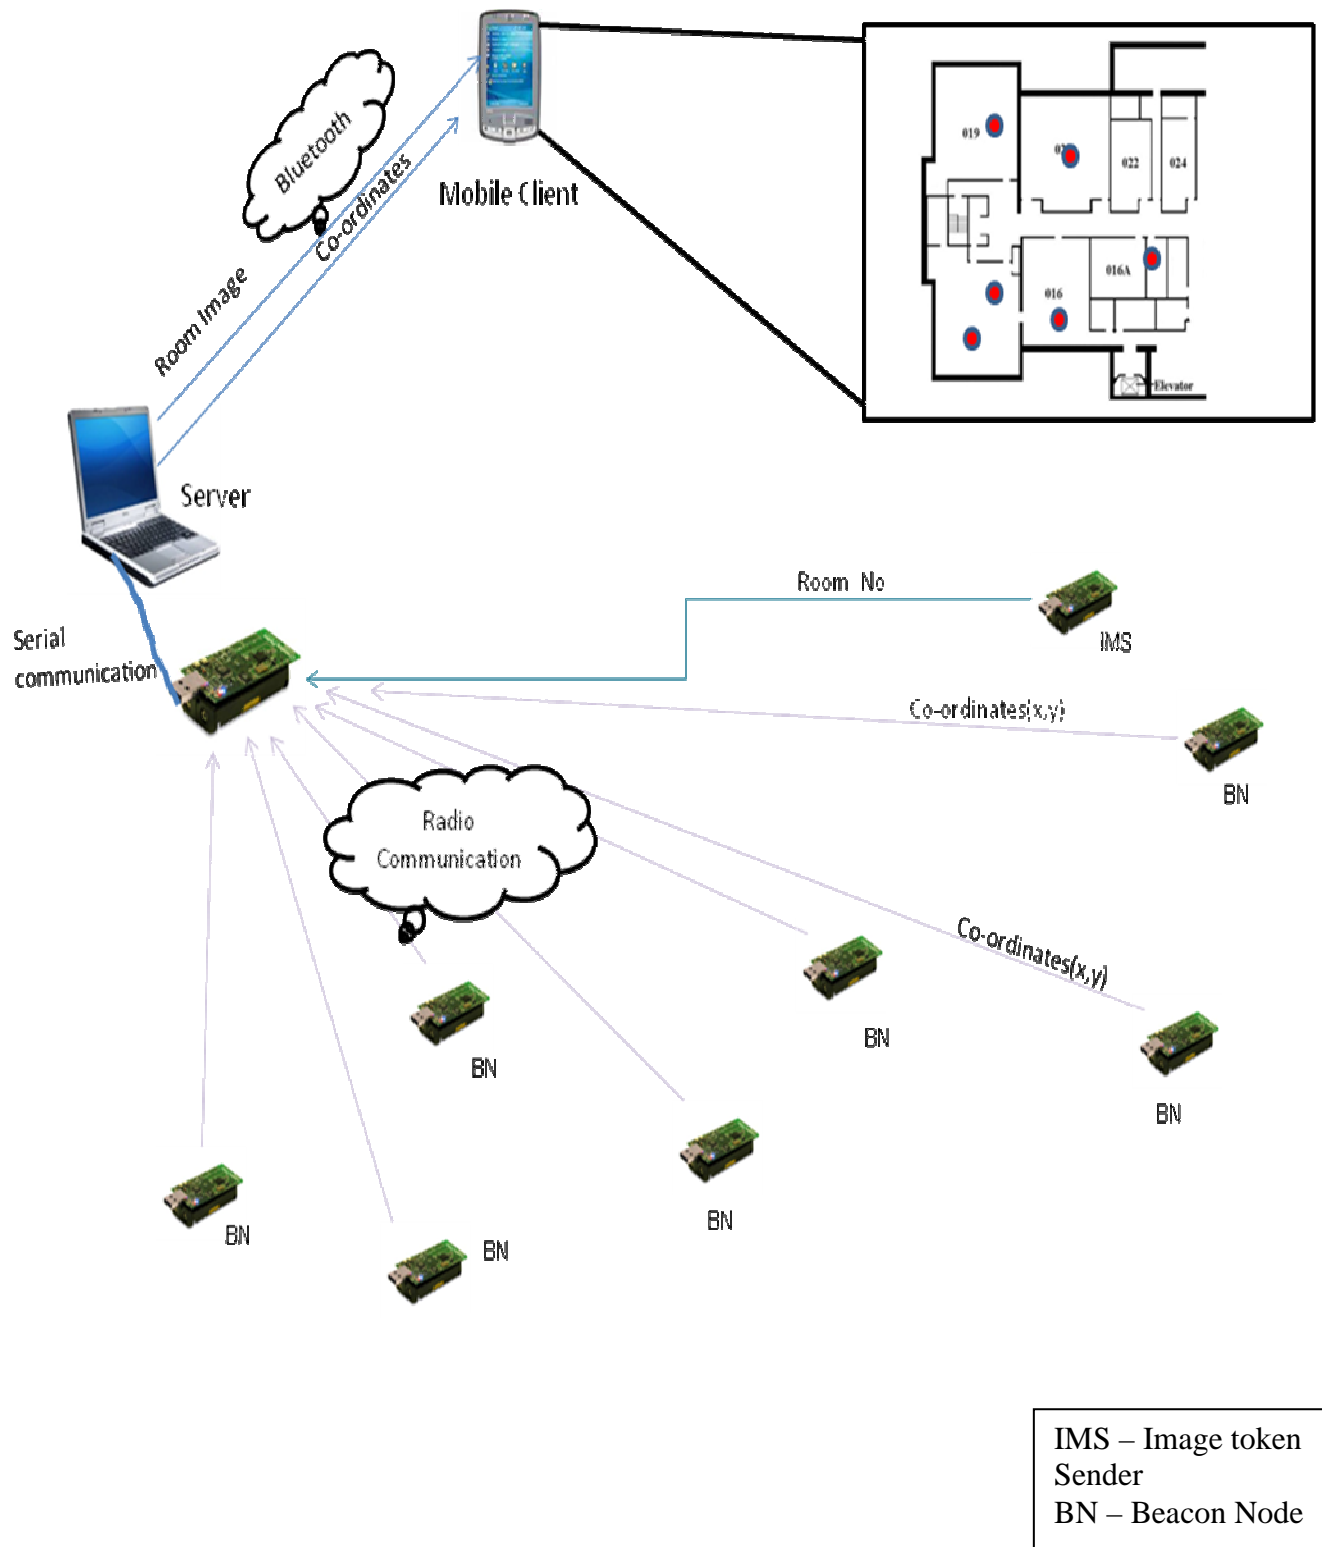 Bluetooth
Co-ordinates
Room Image
Mobile Client
019
022
024
016A
016
Elevator
Server
Serial
communication
Room No
IMS
Co-ordinates(x,y)
BN
Radio
Communication
Co-ordinates(x,y)
BN
BN
BN
BN
BN
BN
IMS – Image token
Sender
BN – Beacon Node